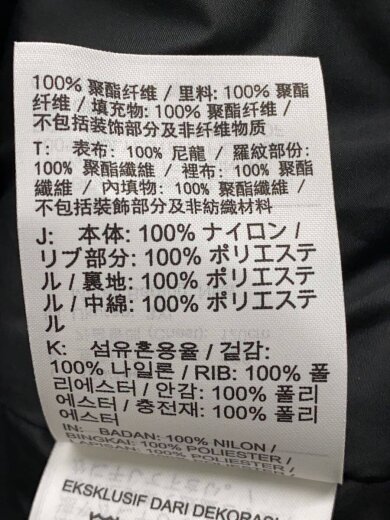 100% 聚酯纤维 / 里料: 100% 聚酯
纤维 / 填充物: 100% 聚酯纤维 /
不包括装饰部分及非纤维物质
T: 表布: 100% 尼龍 / 羅紋部份:
100% 聚酯纖維 / 裡布: 100% 聚酯
纖維 / 內填物: 100% 聚酯纖維 /
不包括裝飾部分及非紡織材料
J: 本体: 100% ナイロン /
リブ部分: 100% ポリエステ
ル / 裏地: 100% ポリエステ
ル / 中綿: 100% ポリエステ
ル
K: 섬유혼용율 / 겉감:
100% 나일론 / RIB: 100% 폴
리에스터 / 안감: 100% 폴리
에스터 / 충전재: 100% 폴리
에스터
IN: BADAN: 100% NILON /
BINGKAI: 100% POLIESTER /
LAPISAN: 100% POLIESTER /
EKSKLUSIF DARI DEKORASI